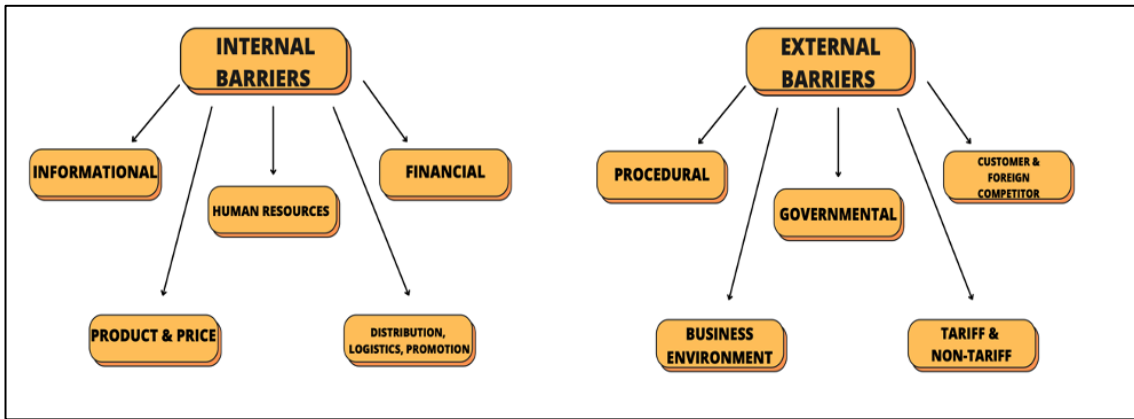 INTERNAL
BARRIERS
INFORMATIONAL
FINANCIAL
HUMAN RESOURCES
PRODUCT & PRICE
DISTRIBUTION,
LOGISTICS, PROMOTION
EXTERNAL
BARRIERS
PROCEDURAL
CUSTOMER &
FOREIGN
COMPETITOR
GOVERNMENTAL
BUSINESS
ENVIRONMENT
TARIFF &
NON-TARIFF